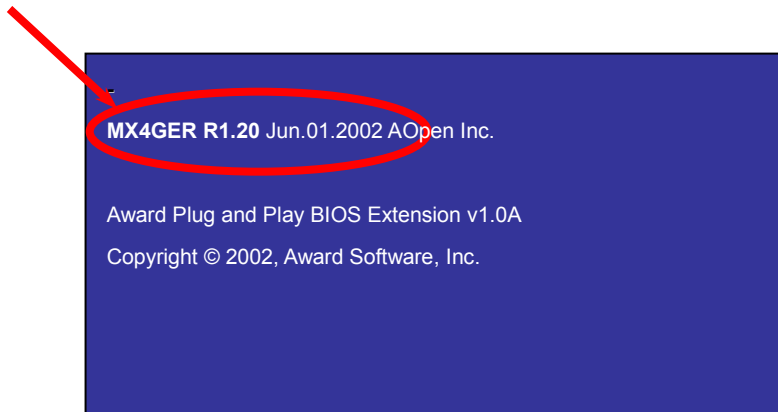 MX4GER R1.20 Jun.01.2002 AOpen Inc.
Award Plug and Play BIOS Extension v1.0A
Copyright © 2002, Award Software, Inc.